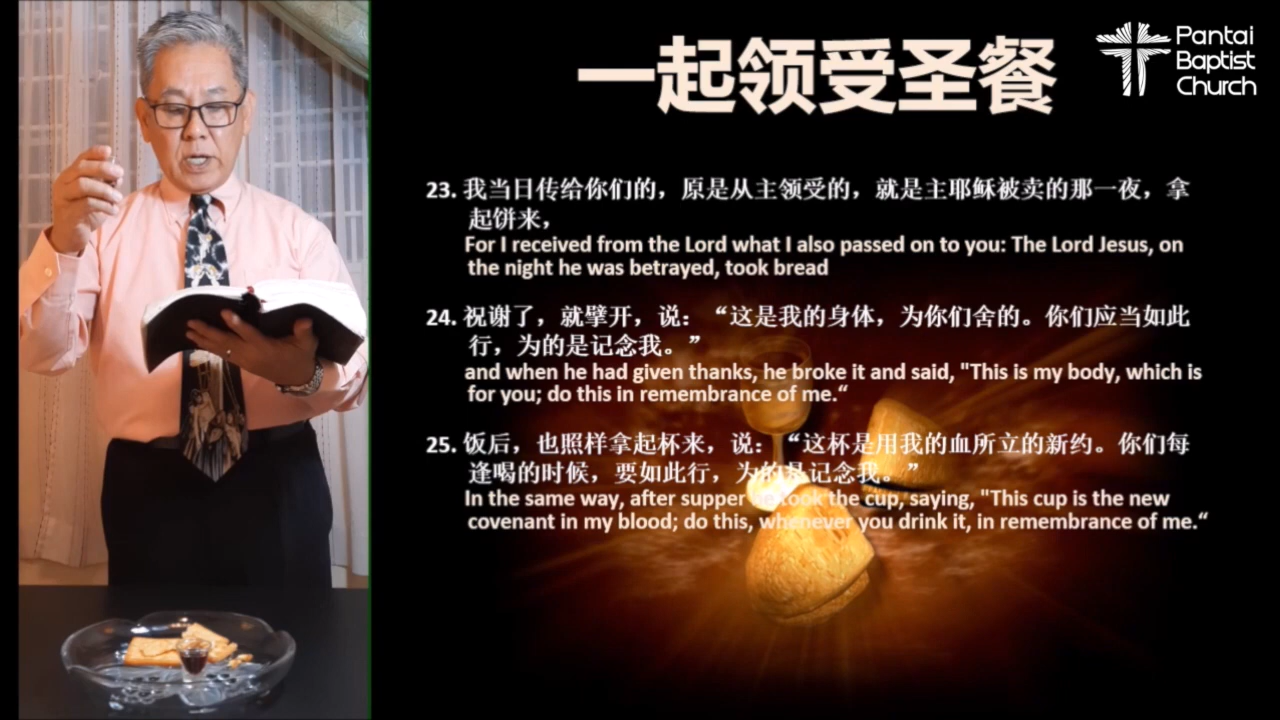 一起领受圣餐
Pantai
Baptist
Church
23. 我当日传给你们的，原是从主领受的，就是主耶稣被卖的那一夜，拿
起饼来，
For I received from the Lord what I also passed on to you: The Lord Jesus, on
the night he was betrayed, took bread
24. 祝谢了，就擘开，说：“这是我的身体，为你们舍的。你们应当如此
行，为的是记念我。”
and when he had given thanks, he broke it and said, "This is my body, which is
for you; do this in remembrance of me.“
25. 饭后，也照样拿起杯来，说：“这杯是用我的血所立的新约。你们每
逢喝的时候，要如此行，为的是记念我。”
In the same way, after supper he took the cup, saying, "This cup is the new
covenant in my blood; do this, whenever you drink it, in remembrance of me.“